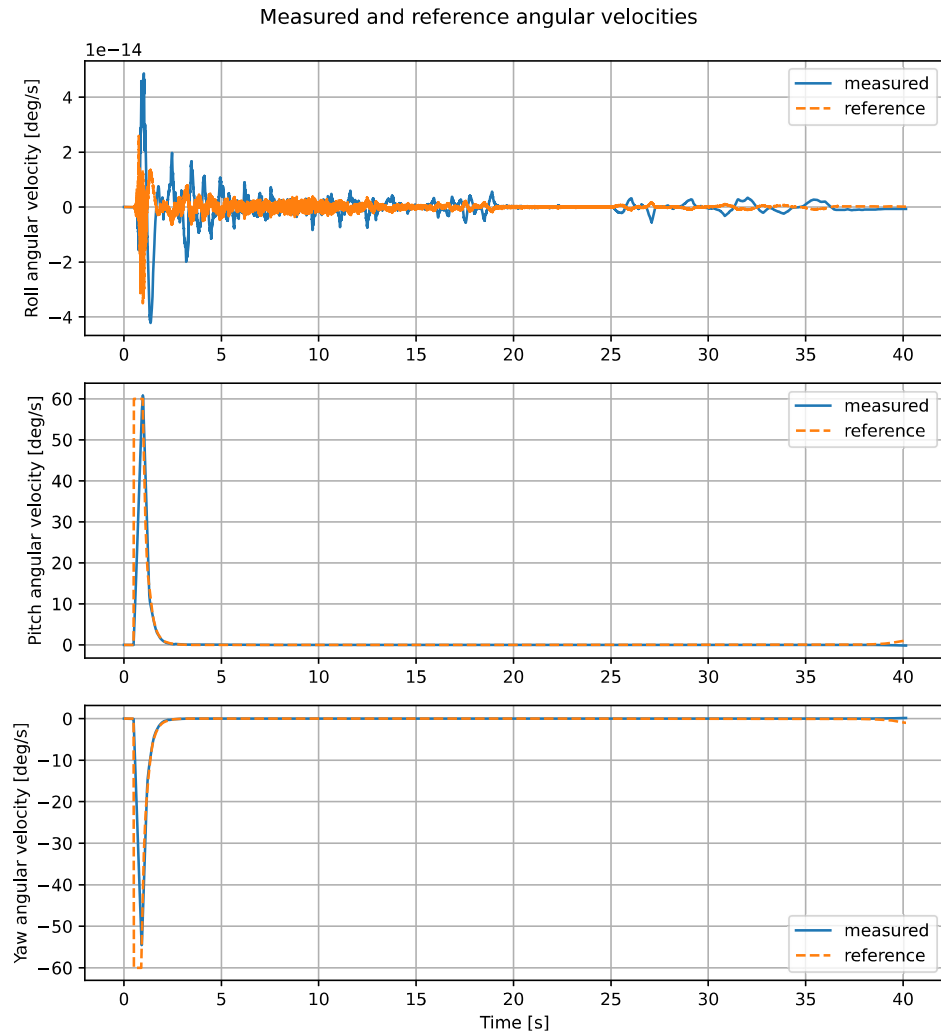 Measured and reference angular velocities
1e−14
Roll angular velocity [deg/s]
4
2
0
−2
−4
measured
reference
0 5 10 15 20 25 30 35 40
Pitch angular velocity [deg/s]
60
50
40
30
20
10
0
measured
reference
0 5 10 15 20 25 30 35 40
Yaw angular velocity [deg/s]
0
−10
−20
−30
−40
−50
−60
measured
reference
0 5 10 15 20 25 30 35 40
Time [s]